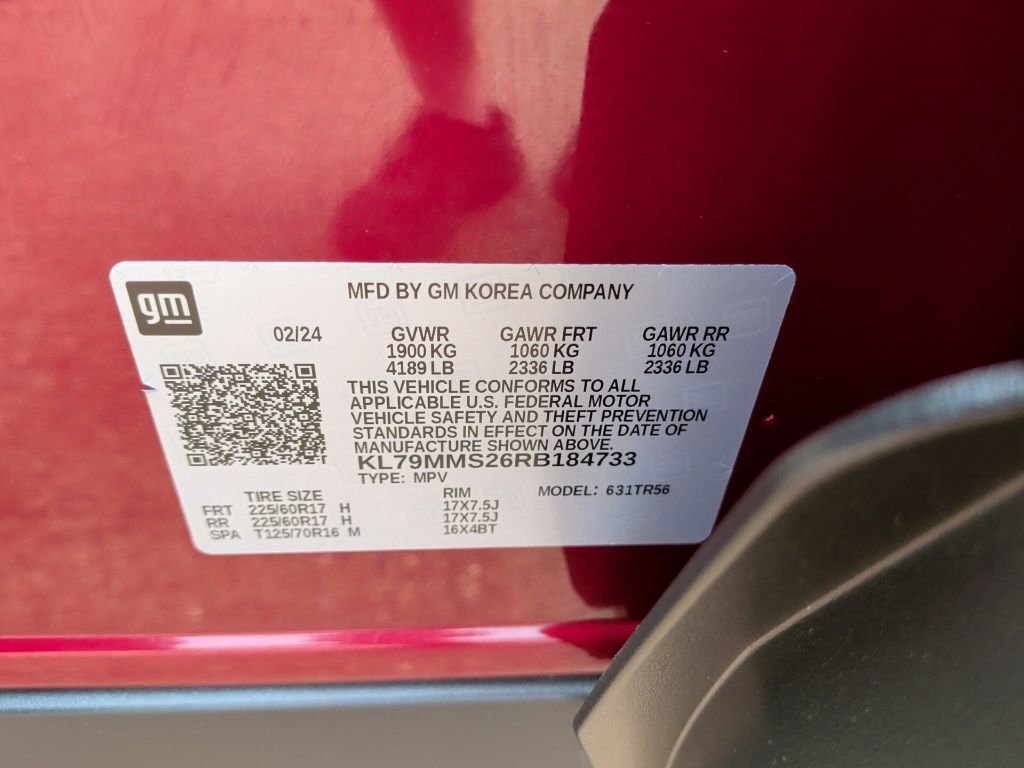 gm
MFD BY GM KOREA COMPANY
02/24 GVWR GAWR FRT GAWR RR
1900 KG 1060 KG 1060 KG
4189 LB 2336 LB 2336 LB
THIS VEHICLE CONFORMS TO ALL
APPLICABLE U.S. FEDERAL MOTOR
VEHICLE SAFETY AND THEFT PREVENTION
STANDARDS IN EFFECT ON THE DATE OF
MANUFACTURE SHOWN ABOVE.
KL79MMS26RB184733
TYPE: MPV
TIRE SIZE RIM MODEL: 631TR56
FRT 225/60R17 H 17X7.5J
RR 225/60R17 H 17X7.5J
SPA T125/70R16 M 16X4BT